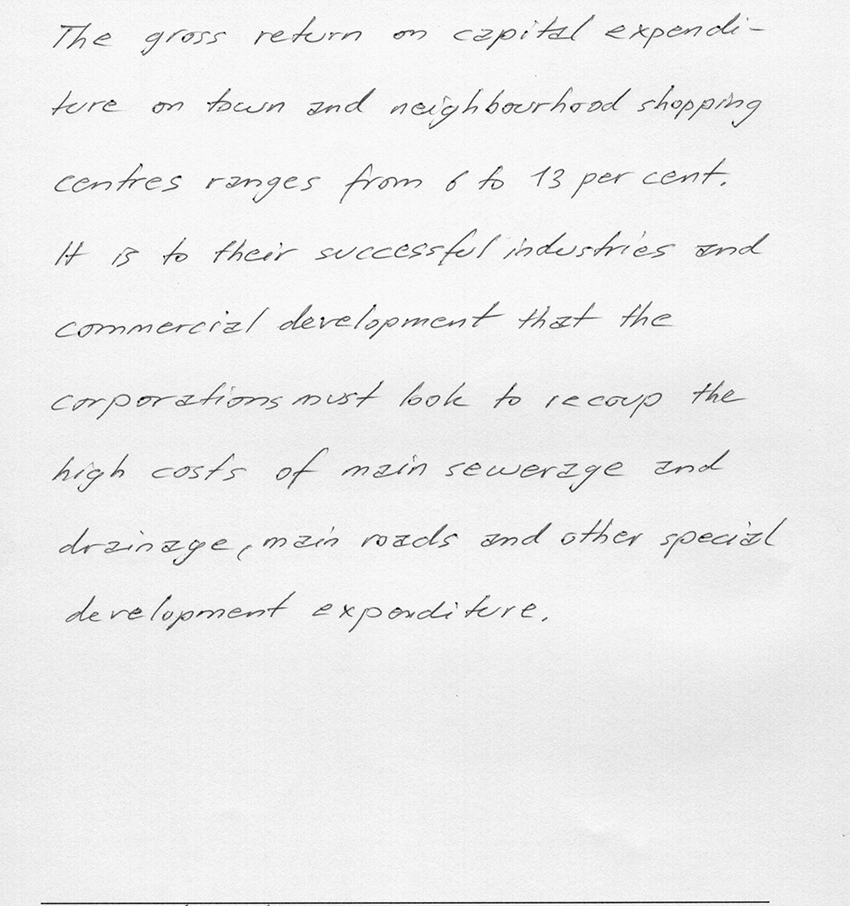 The gross return on capital expendi-
ture on town and neighbourhood shopping
centres ranges from 6 to 13 per cent.
It is to their successful industries and
commercial development that the
corporations must look to recoup the
high costs of main sewerage and
drainage, main roads and other special
development expenditure.